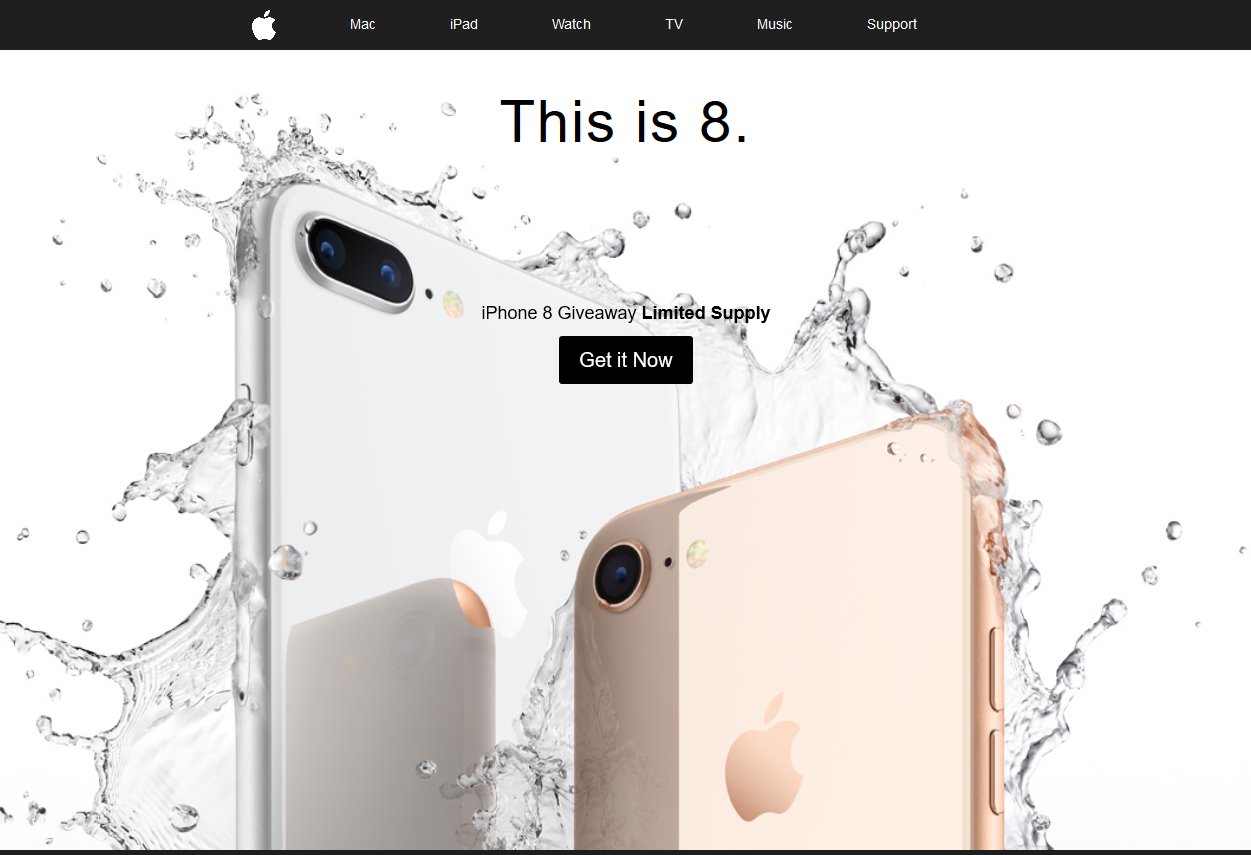 Mac iPad Watch TV Music Support
This is 8.
iPhone 8 Giveaway Limited Supply
Get it Now